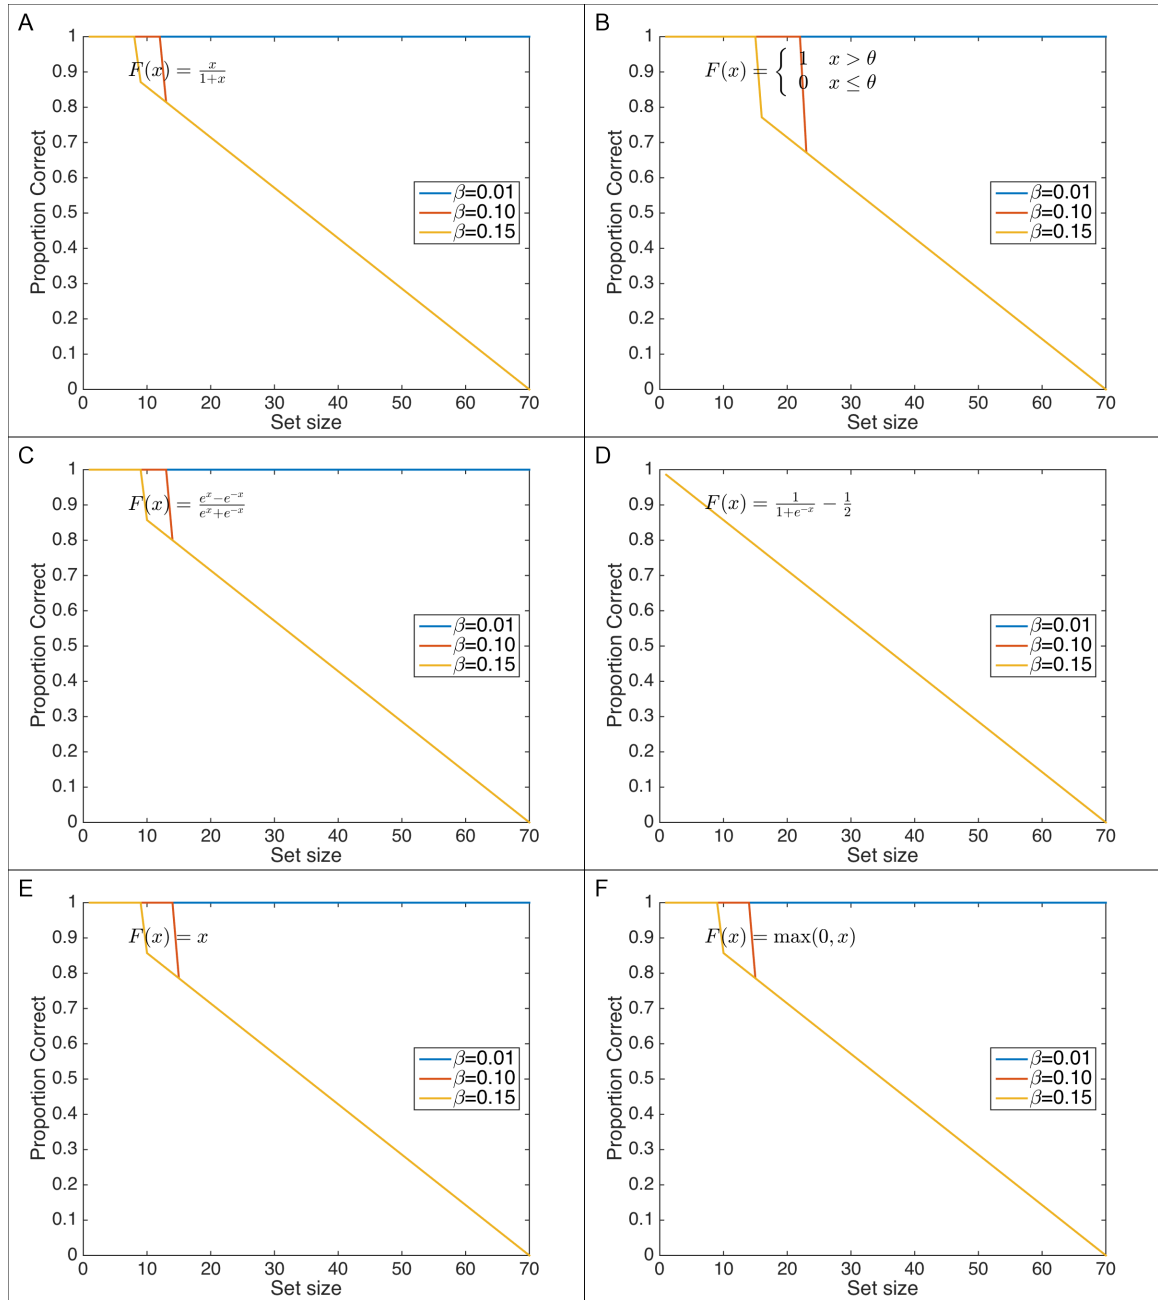 A
F(x) = x/(1+x)
Proportion Correct
1
0.9
0.8
0.7
0.6
0.5
0.4
0.3
0.2
0.1
0
β=0.01
β=0.10
β=0.15
0 10 20 30 40 50 60 70
Set size
B
F(x) = { 1 x > θ
0 x ≤ θ
Proportion Correct
1
0.9
0.8
0.7
0.6
0.5
0.4
0.3
0.2
0.1
0
β=0.01
β=0.10
β=0.15
0 10 20 30 40 50 60 70
Set size
C
F(x) = (eˣ − e⁻ˣ)/(eˣ + e⁻ˣ)
Proportion Correct
1
0.9
0.8
0.7
0.6
0.5
0.4
0.3
0.2
0.1
0
β=0.01
β=0.10
β=0.15
0 10 20 30 40 50 60 70
Set size
D
F(x) = 1/(1+e⁻ˣ) − 1/2
Proportion Correct
1
0.9
0.8
0.7
0.6
0.5
0.4
0.3
0.2
0.1
0
β=0.01
β=0.10
β=0.15
0 10 20 30 40 50 60 70
Set size
E
F(x) = x
Proportion Correct
1
0.9
0.8
0.7
0.6
0.5
0.4
0.3
0.2
0.1
0
β=0.01
β=0.10
β=0.15
0 10 20 30 40 50 60 70
Set size
F
F(x) = max(0, x)
Proportion Correct
1
0.9
0.8
0.7
0.6
0.5
0.4
0.3
0.2
0.1
0
β=0.01
β=0.10
β=0.15
0 10 20 30 40 50 60 70
Set size